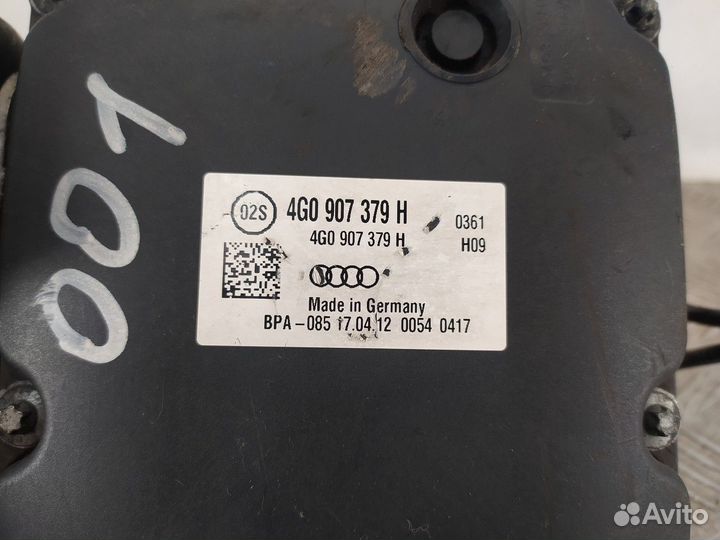 001
02S 4G0 907 379 H 0361
4G0 907 379 H H09
Made in Germany
BPA-085 17.04.12 0054 0417
Avito